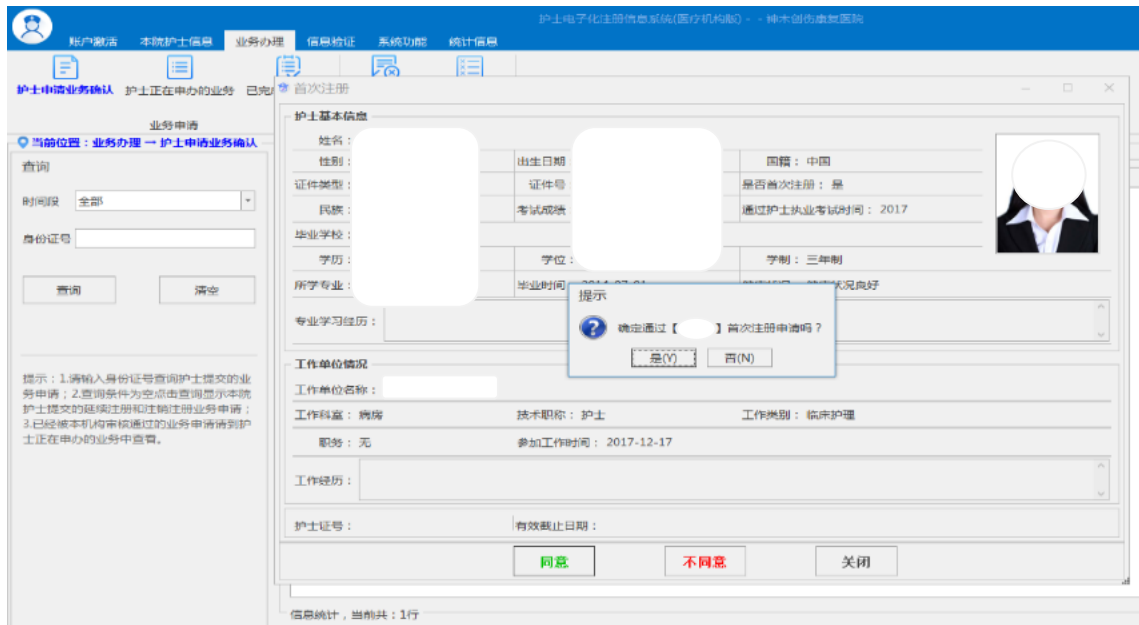 护士电子化注册信息系统(医疗机构版) - - 神木创伤康复医院
账户激活 本院护士信息 业务办理 信息验证 系统功能 统计信息
护士申请业务确认 护士正在申办的业务 已完
业务申请
当前位置：业务办理 — 护士申请业务确认
查询
时间段 全部
身份证号
查询 清空
提示：1.请输入身份证号查询护士提交的业
务申请；2.查询条件为空点击查询显示本院
护士提交的延续注册和注销注册业务申请；
3.已经被本机构审核通过的业务申请请到护
士正在申办的业务中查看。
首次注册
护士基本信息
姓名：
性别： 出生日期 国籍：中国
证件类型： 证件号 是否首次注册：是
民族： 考试成绩 通过护士执业考试时间：2017
毕业学校：
学历： 学位： 学制：三年制
所学专业： 毕业时间
专业学习经历：
提示
确定通过【 】首次注册申请吗？
是(Y) 否(N)
工作单位情况
工作单位名称：
工作科室：病房 技术职称：护士 工作类别：临床护理
职务：无 参加工作时间：2017-12-17
工作经历：
护士证号： 有效截止日期：
同意 不同意 关闭
信息统计，当前共：1行